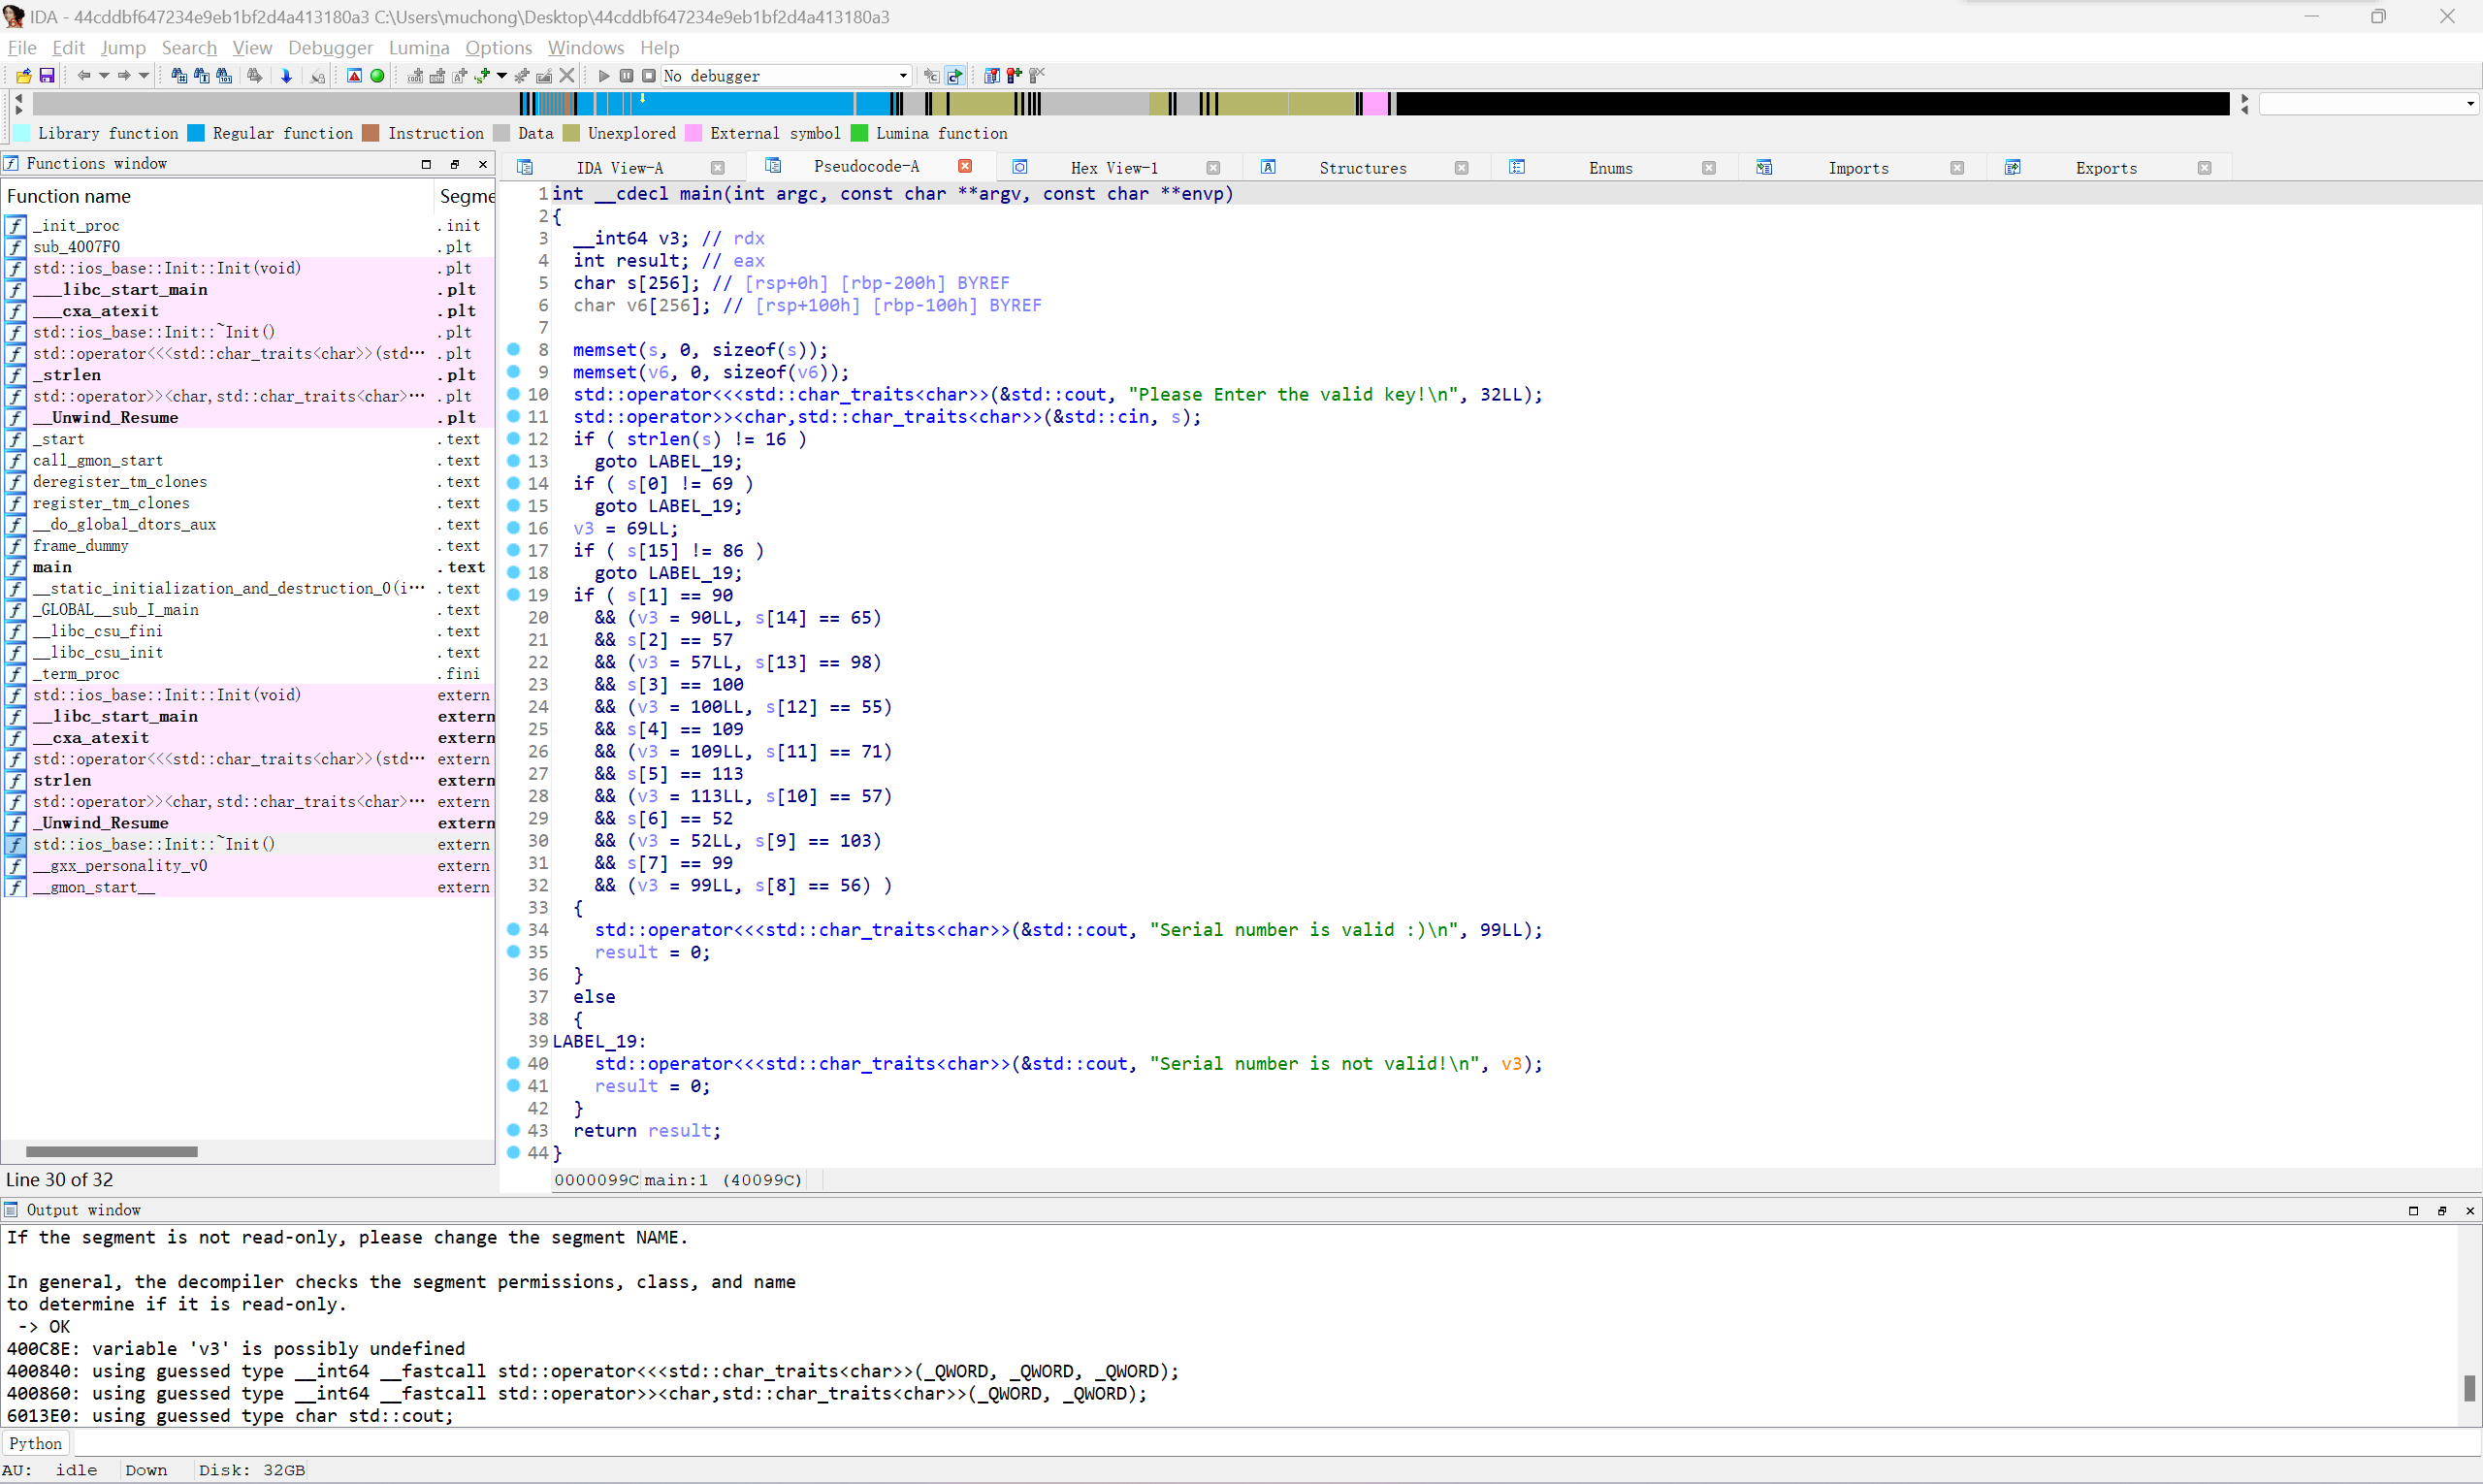 IDA - 44cddbf647234e9eb1bf2d4a413180a3 C:\Users\muchong\Desktop\44cddbf647234e9eb1bf2d4a413180a3
File Edit Jump Search View Debugger Lumina Options Windows Help
No debugger
Library function Regular function Instruction Data Unexplored External symbol Lumina function
Functions window
Function name Segme
_init_proc .init
sub_4007F0 .plt
std::ios_base::Init::Init(void) .plt
___libc_start_main .plt
___cxa_atexit .plt
std::ios_base::Init::~Init() .plt
std::operator<<<std::char_traits<char>>(std… .plt
_strlen .plt
std::operator>><char,std::char_traits<char>… .plt
__Unwind_Resume .plt
_start .text
call_gmon_start .text
deregister_tm_clones .text
register_tm_clones .text
__do_global_dtors_aux .text
frame_dummy .text
main .text
__static_initialization_and_destruction_0(i… .text
_GLOBAL__sub_I_main .text
__libc_csu_fini .text
__libc_csu_init .text
_term_proc .fini
std::ios_base::Init::Init(void) extern
__libc_start_main extern
__cxa_atexit extern
std::operator<<<std::char_traits<char>>(std… extern
strlen extern
std::operator>><char,std::char_traits<char>… extern
_Unwind_Resume extern
std::ios_base::Init::~Init() extern
__gxx_personality_v0 extern
__gmon_start__ extern
Line 30 of 32
IDA View-A Pseudocode-A Hex View-1 Structures Enums Imports Exports
1 int __cdecl main(int argc, const char **argv, const char **envp)
2 {
3 __int64 v3; // rdx
4 int result; // eax
5 char s[256]; // [rsp+0h] [rbp-200h] BYREF
6 char v6[256]; // [rsp+100h] [rbp-100h] BYREF
7
8 memset(s, 0, sizeof(s));
9 memset(v6, 0, sizeof(v6));
10 std::operator<<<std::char_traits<char>>(&std::cout, "Please Enter the valid key!\n", 32LL);
11 std::operator>><char,std::char_traits<char>>(&std::cin, s);
12 if ( strlen(s) != 16 )
13 goto LABEL_19;
14 if ( s[0] != 69 )
15 goto LABEL_19;
16 v3 = 69LL;
17 if ( s[15] != 86 )
18 goto LABEL_19;
19 if ( s[1] == 90
20 && (v3 = 90LL, s[14] == 65)
21 && s[2] == 57
22 && (v3 = 57LL, s[13] == 98)
23 && s[3] == 100
24 && (v3 = 100LL, s[12] == 55)
25 && s[4] == 109
26 && (v3 = 109LL, s[11] == 71)
27 && s[5] == 113
28 && (v3 = 113LL, s[10] == 57)
29 && s[6] == 52
30 && (v3 = 52LL, s[9] == 103)
31 && s[7] == 99
32 && (v3 = 99LL, s[8] == 56) )
33 {
34 std::operator<<<std::char_traits<char>>(&std::cout, "Serial number is valid :)\n", 99LL);
35 result = 0;
36 }
37 else
38 {
39 LABEL_19:
40 std::operator<<<std::char_traits<char>>(&std::cout, "Serial number is not valid!\n", v3);
41 result = 0;
42 }
43 return result;
44 }
0000099C main:1 (40099C)
Output window
If the segment is not read-only, please change the segment NAME.
In general, the decompiler checks the segment permissions, class, and name
to determine if it is read-only.
-> OK
400C8E: variable 'v3' is possibly undefined
400840: using guessed type __int64 __fastcall std::operator<<<std::char_traits<char>>(_QWORD, _QWORD, _QWORD);
400860: using guessed type __int64 __fastcall std::operator>><char,std::char_traits<char>>(_QWORD, _QWORD);
6013E0: using guessed type char std::cout;
Python
AU: idle Down Disk: 32GB